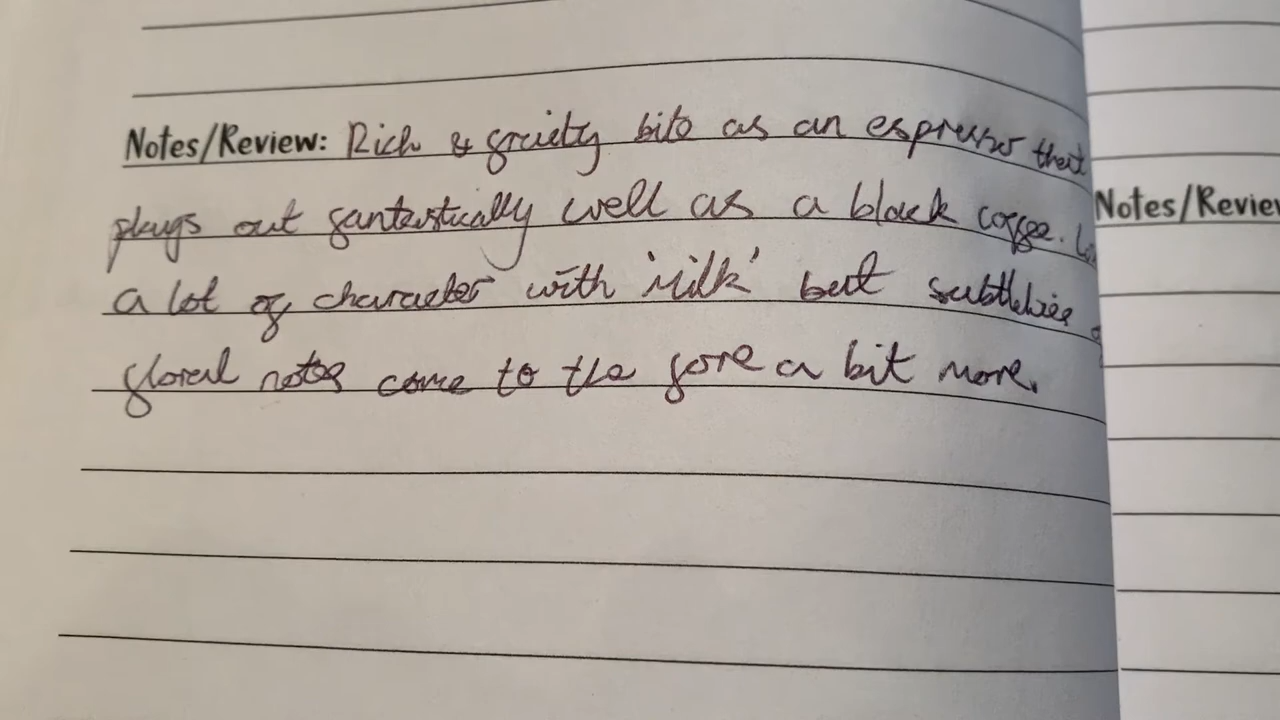 Notes/Review: Rich & fruity bite as an espresso that
plays out fantastically well as a black coffee.
a lot of character with 'milk' but subtleties
floral notes come to the fore a bit more.
Notes/Review